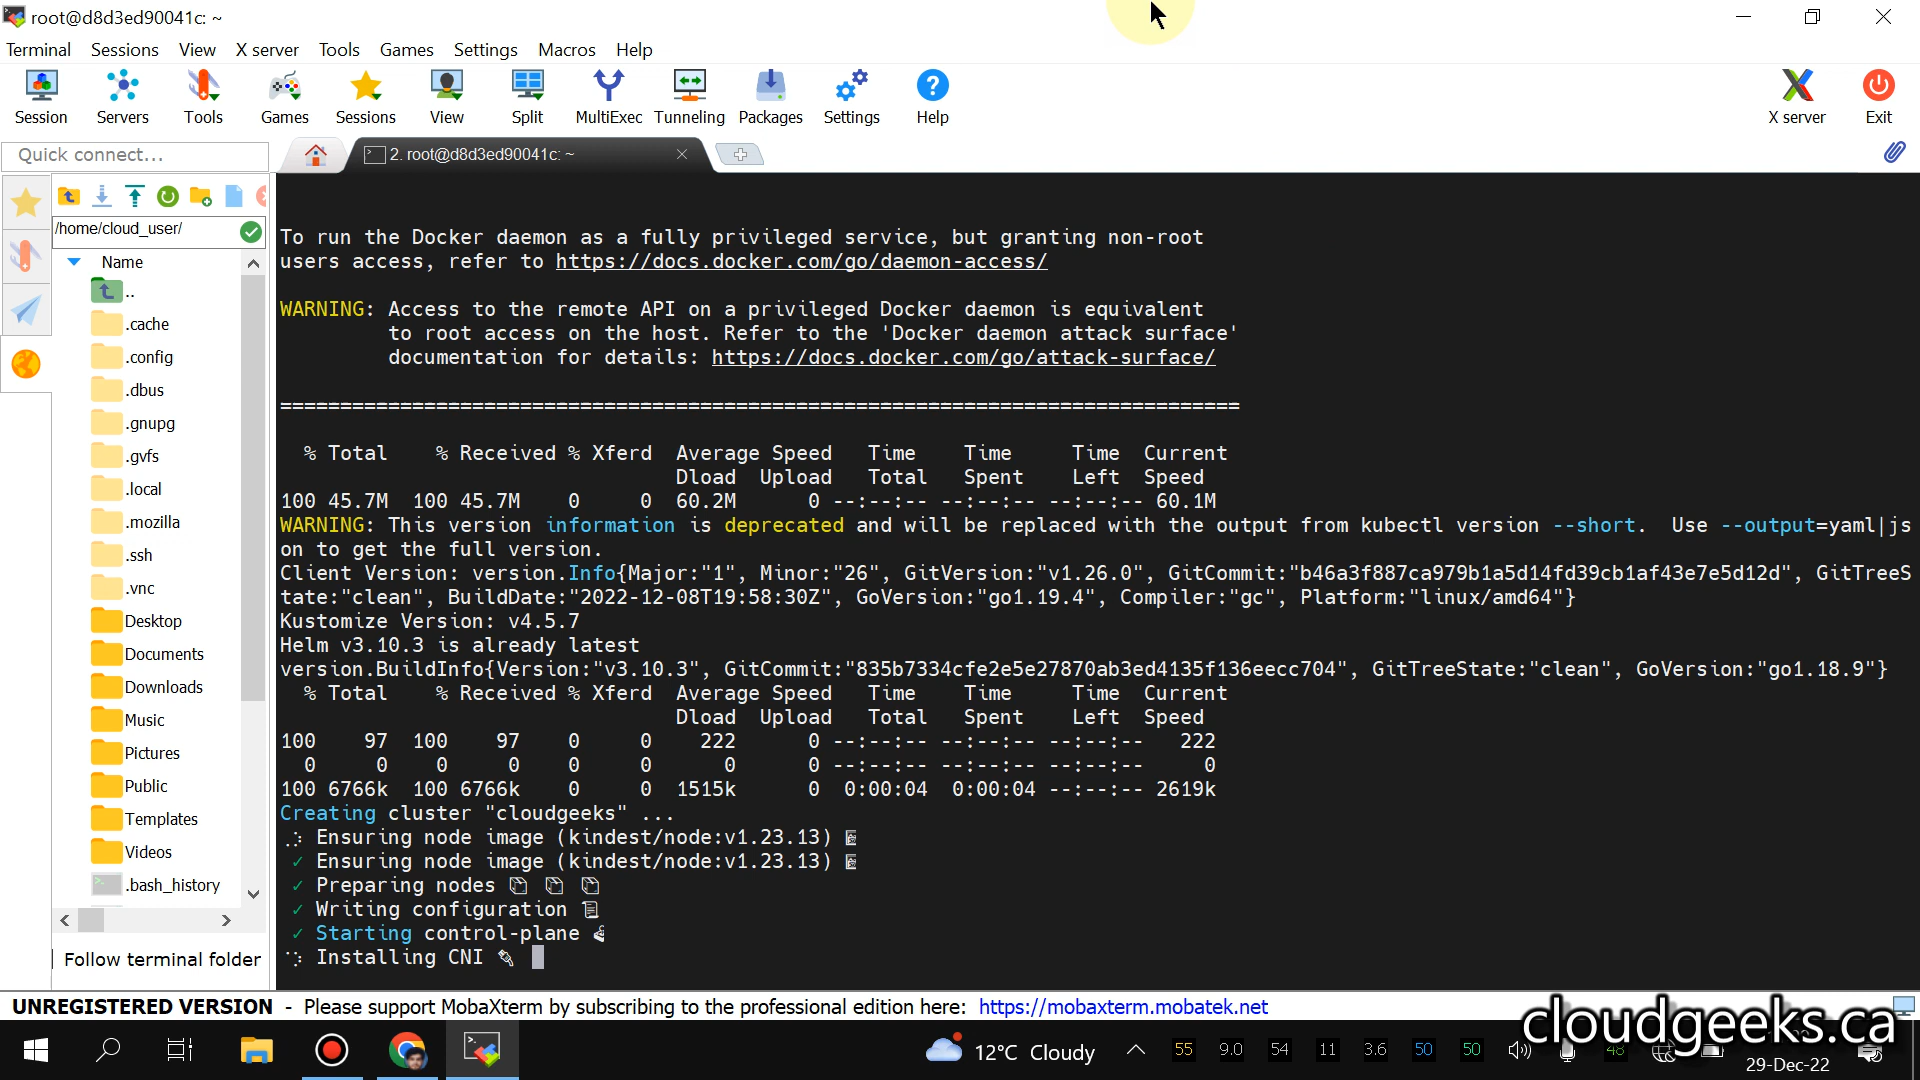 root@d8d3ed90041c: ~
Terminal Sessions View X server Tools Games Settings Macros Help
Session Servers Tools Games Sessions View Split MultiExec Tunneling Packages Settings Help X server Exit
Quick connect...
2. root@d8d3ed90041c: ~
/home/cloud_user/
Name
..
.cache
.config
.dbus
.gnupg
.gvfs
.local
.mozilla
.ssh
.vnc
Desktop
Documents
Downloads
Music
Pictures
Public
Templates
Videos
.bash_history
Follow terminal folder
To run the Docker daemon as a fully privileged service, but granting non-root
users access, refer to https://docs.docker.com/go/daemon-access/
WARNING: Access to the remote API on a privileged Docker daemon is equivalent
to root access on the host. Refer to the 'Docker daemon attack surface'
documentation for details: https://docs.docker.com/go/attack-surface/
================================================================================
% Total % Received % Xferd Average Speed Time Time Time Current
Dload Upload Total Spent Left Speed
100 45.7M 100 45.7M 0 0 60.2M 0 --:--:-- --:--:-- --:--:-- 60.1M
WARNING: This version information is deprecated and will be replaced with the output from kubectl version --short. Use --output=yaml|js
on to get the full version.
Client Version: version.Info{Major:"1", Minor:"26", GitVersion:"v1.26.0", GitCommit:"b46a3f887ca979b1a5d14fd39cb1af43e7e5d12d", GitTreeS
tate:"clean", BuildDate:"2022-12-08T19:58:30Z", GoVersion:"go1.19.4", Compiler:"gc", Platform:"linux/amd64"}
Kustomize Version: v4.5.7
Helm v3.10.3 is already latest
version.BuildInfo{Version:"v3.10.3", GitCommit:"835b7334cfe2e5e27870ab3ed4135f136eecc704", GitTreeState:"clean", GoVersion:"go1.18.9"}
% Total % Received % Xferd Average Speed Time Time Time Current
Dload Upload Total Spent Left Speed
100 97 100 97 0 0 222 0 --:--:-- --:--:-- --:--:-- 222
0 0 0 0 0 0 0 0 --:--:-- --:--:-- --:--:-- 0
100 6766k 100 6766k 0 0 1515k 0 0:00:04 0:00:04 --:--:-- 2619k
Creating cluster "cloudgeeks" ...
Ensuring node image (kindest/node:v1.23.13)
✓ Ensuring node image (kindest/node:v1.23.13)
✓ Preparing nodes
✓ Writing configuration
✓ Starting control-plane
Installing CNI
UNREGISTERED VERSION - Please support MobaXterm by subscribing to the professional edition here: https://mobaxterm.mobatek.net
cloudgeeks.ca
12°C Cloudy 55 9.0 54 11 3.6 50 50 48
29-Dec-22